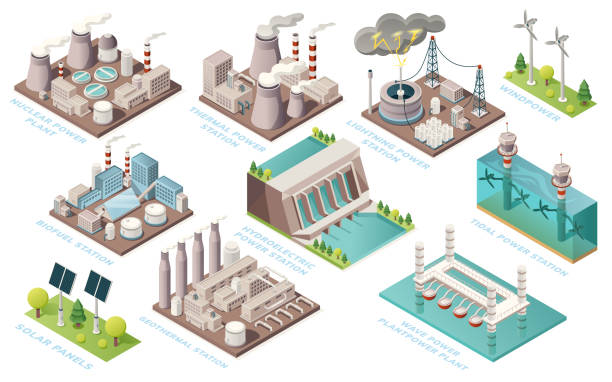 NUCLEAR POWER
PLANT
THERMAL POWER
STATION
LIGHTNING POWER
STATION
WINDPOWER
BIOFUEL STATION
HYDROELECTRIC
POWER STATION
TIDAL POWER STATION
SOLAR PANELS
GEOTHERMAL STATION
WAVE POWER
PLANTPOWER PLANT